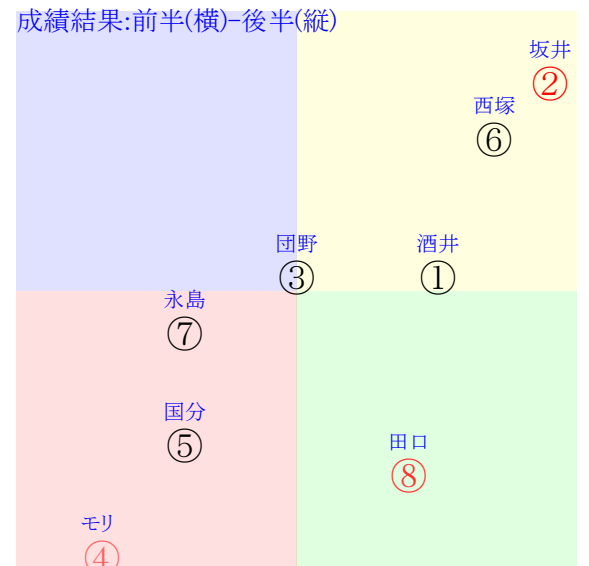 成績結果:前半(横)−後半(縦)
坂井
②
西塚
⑥
団野
③
酒井
①
永島
⑦
国分
⑤
田口
⑧
モリ
④